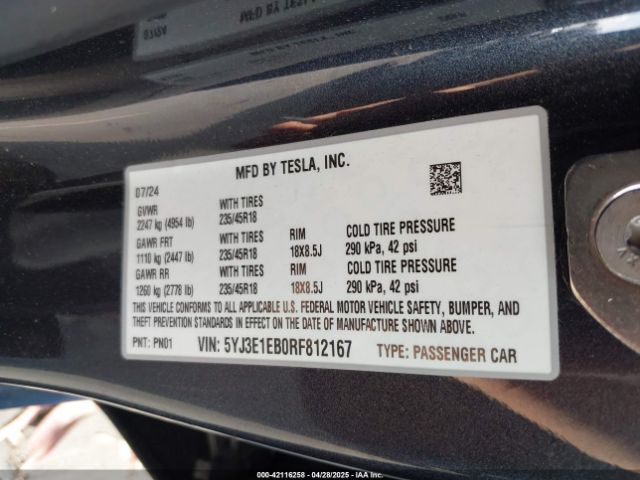 MFD BY TESLA, INC.
07/24
GVWR WITH TIRES
2247 kg (4954 lb) 235/45R18
GAWR FRT WITH TIRES RIM COLD TIRE PRESSURE
1110 kg (2447 lb) 235/45R18 18X8.5J 290 kPa, 42 psi
GAWR RR WITH TIRES RIM COLD TIRE PRESSURE
1260 kg (2778 lb) 235/45R18 18X8.5J 290 kPa, 42 psi
THIS VEHICLE CONFORMS TO ALL APPLICABLE U.S. FEDERAL MOTOR VEHICLE SAFETY, BUMPER, AND
THEFT PREVENTION STANDARDS IN EFFECT ON THE DATE OF MANUFACTURE SHOWN ABOVE.
PNT: PN01 VIN: 5YJ3E1EB0RF812167 TYPE: PASSENGER CAR
000-42116258 - 04/28/2025 - IAA Inc.